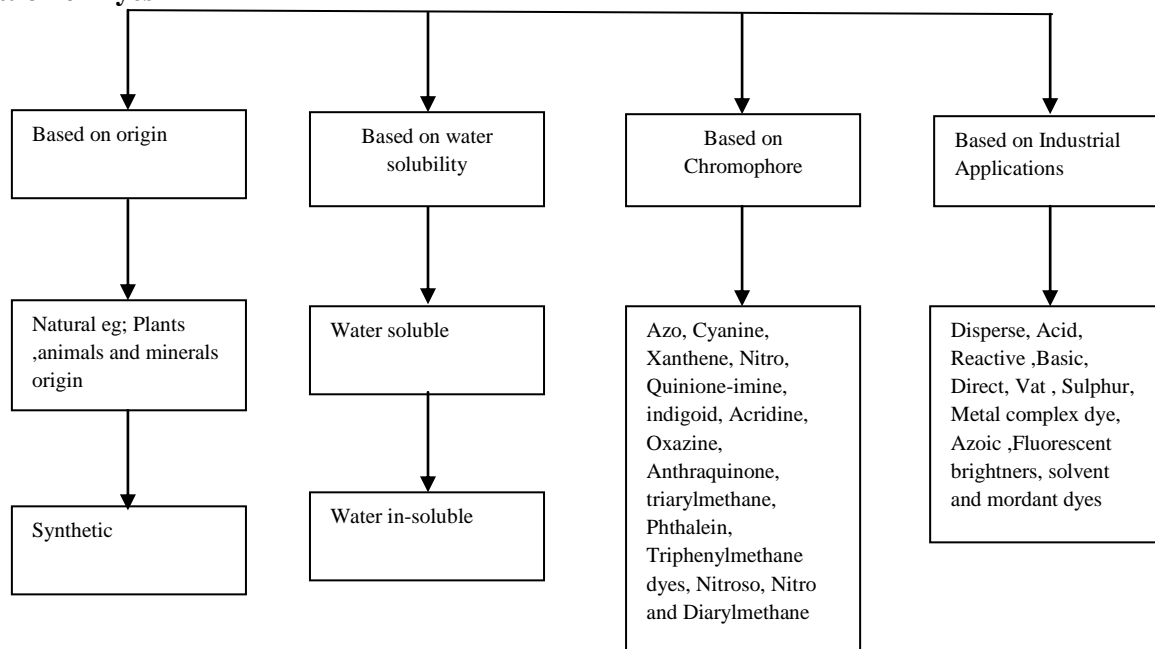 Based on origin
Based on water
solubility
Based on
Chromophore
Based on Industrial
Applications
Natural eg; Plants
,animals and minerals
origin
Water soluble
Azo, Cyanine,
Xanthene, Nitro,
Quinione-imine,
indigoid, Acridine,
Oxazine,
Anthraquinone,
triarylmethane,
Phthalein,
Triphenylmethane
dyes, Nitroso, Nitro
and Diarylmethane
Disperse, Acid,
Reactive ,Basic,
Direct, Vat , Sulphur,
Metal complex dye,
Azoic ,Fluorescent
brightners, solvent
and mordant dyes
Synthetic
Water in-soluble